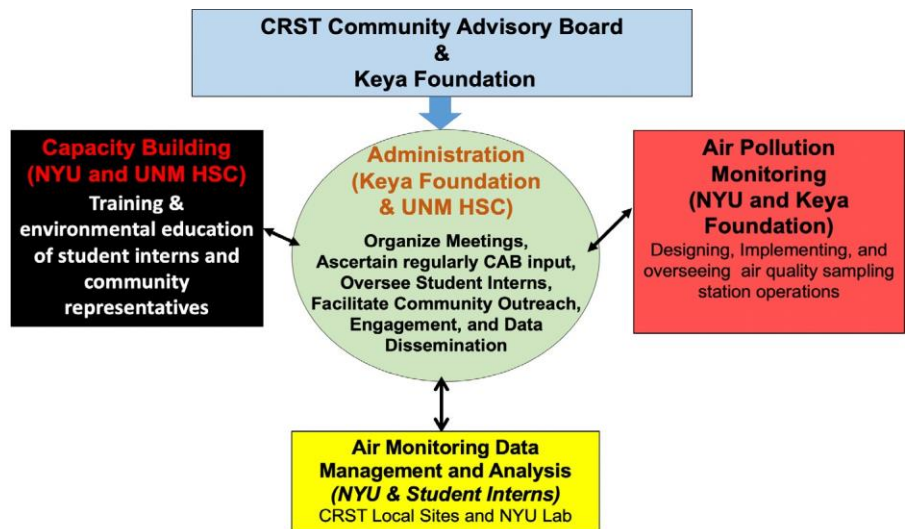 CRST Community Advisory Board
&
Keya Foundation
Capacity Building
(NYU and UNM HSC)
Training &
environmental education
of student interns and
community
representatives
Administration
(Keya Foundation
& UNM HSC)
Organize Meetings,
Ascertain regularly CAB input,
Oversee Student Interns,
Facilitate Community Outreach,
Engagement, and Data
Dissemination
Air Pollution
Monitoring
(NYU and Keya
Foundation)
Designing, Implementing, and
overseeing air quality sampling
station operations
Air Monitoring Data
Management and Analysis
(NYU & Student Interns)
CRST Local Sites and NYU Lab